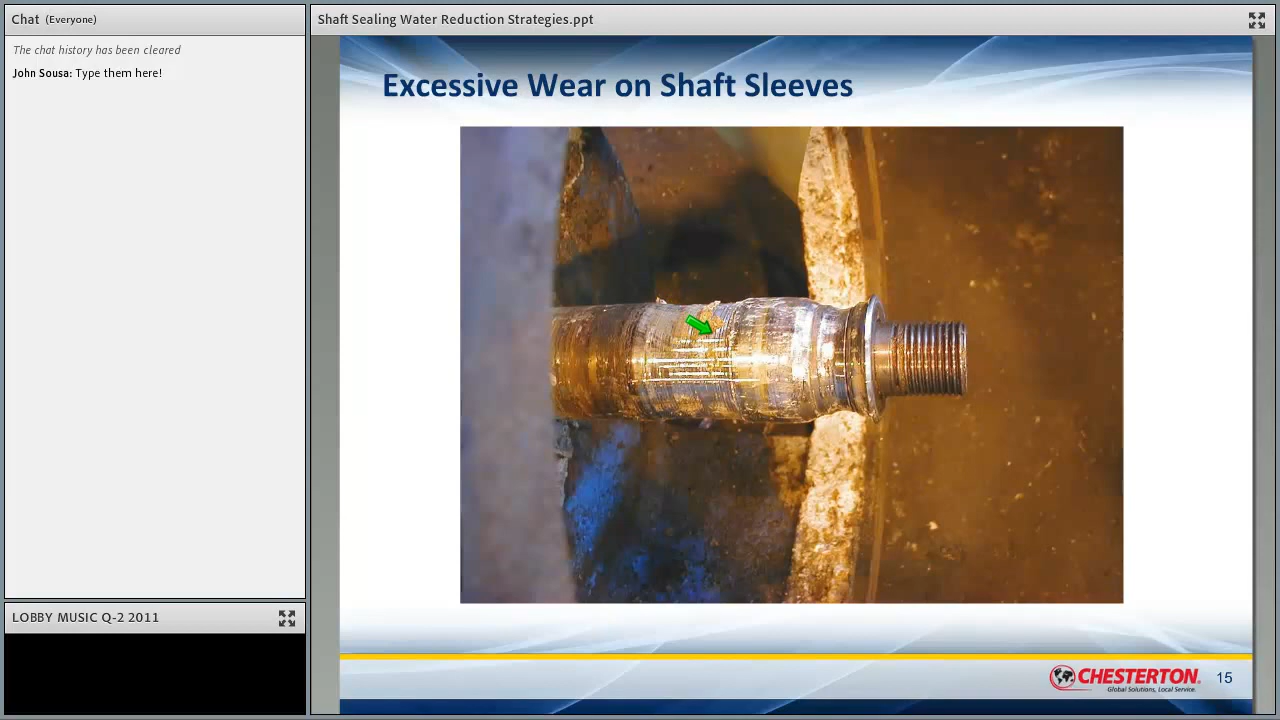 Chat (Everyone)
The chat history has been cleared
John Sousa: Type them here!
LOBBY MUSIC Q-2 2011
Shaft Sealing Water Reduction Strategies.ppt
Excessive Wear on Shaft Sleeves
CHESTERTON
Global Solutions, Local Service.
15